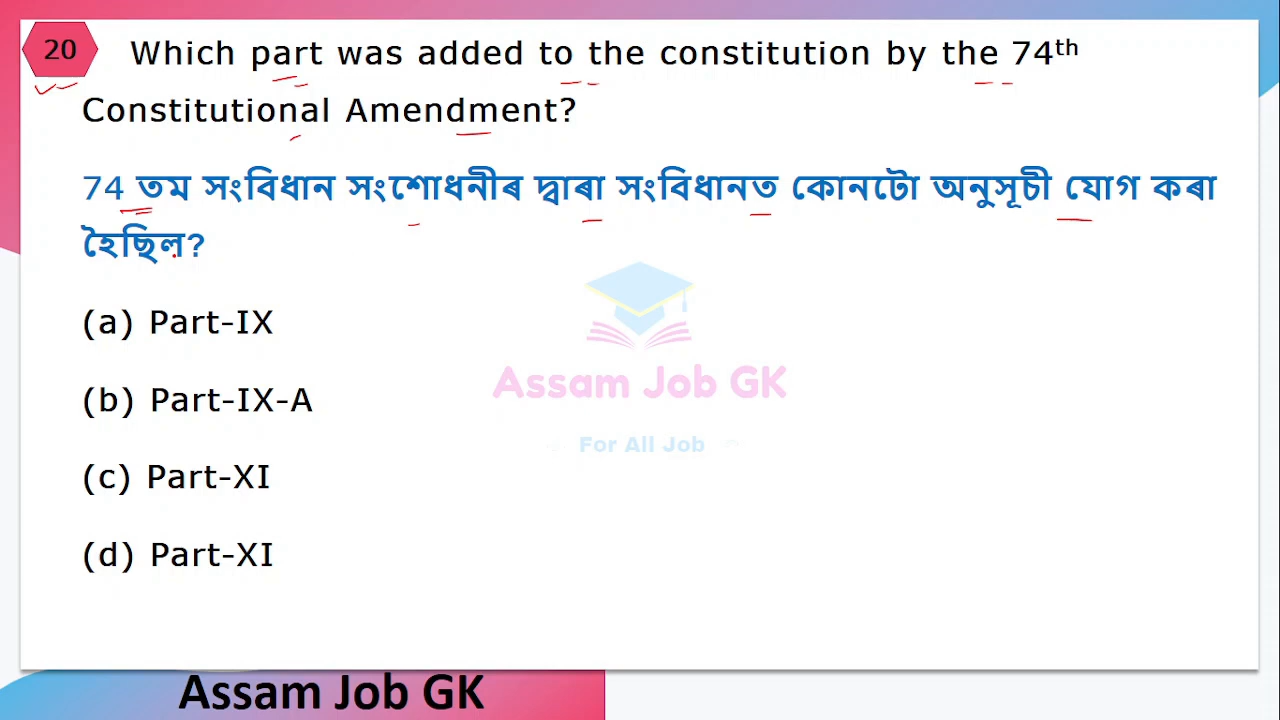 20 Which part was added to the constitution by the 74th
Constitutional Amendment?
74 তম সংবিধান সংশোধনীৰ দ্বাৰা সংবিধানত কোনটো অনুসূচী যোগ কৰা
হৈছিল?
(a) Part-IX
(b) Part-IX-A
(c) Part-XI
(d) Part-XI
Assam Job GK
For All Job
Assam Job GK